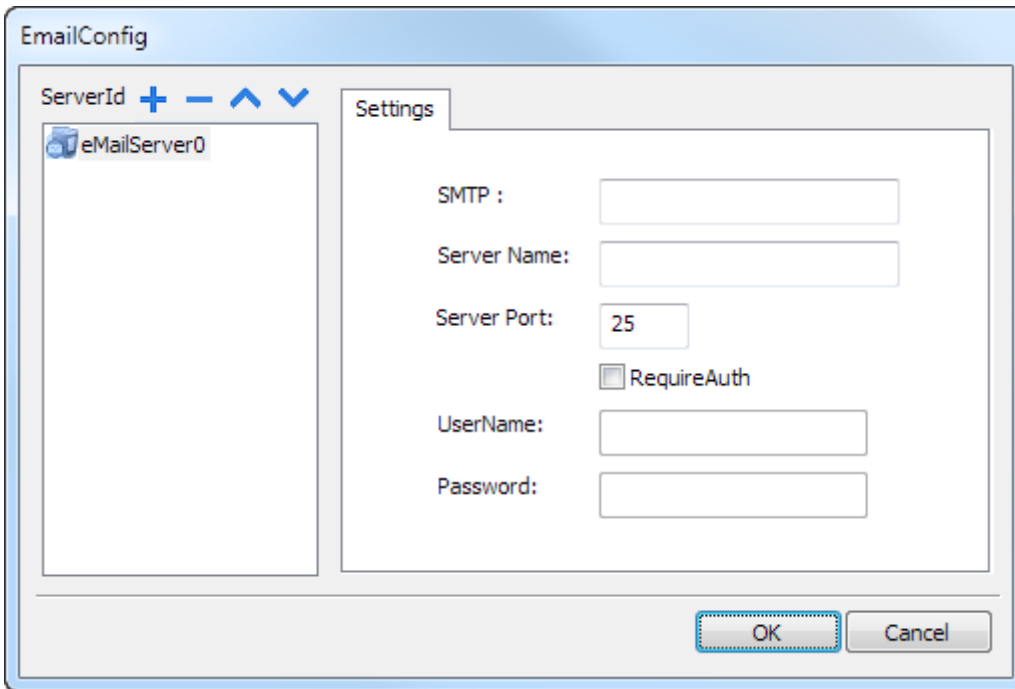 EmailConfig
ServerId
eMailServer0
Settings
SMTP :
Server Name:
Server Port: 25
RequireAuth
UserName:
Password:
OK Cancel